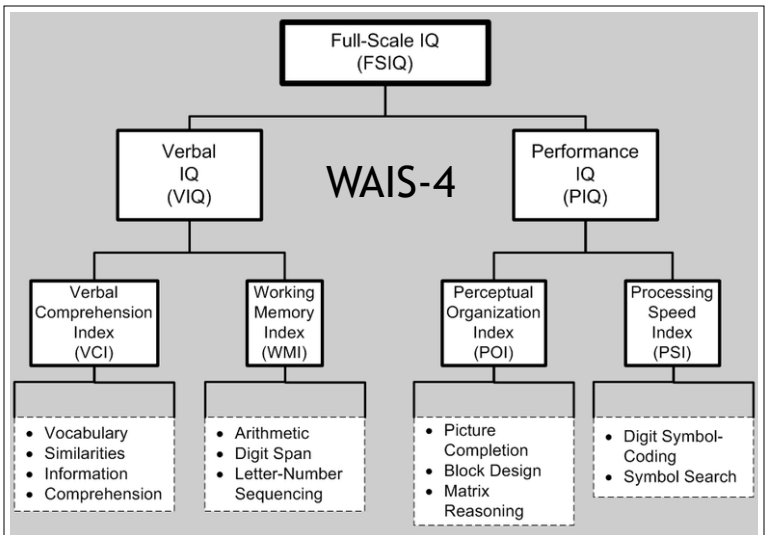 Full-Scale IQ
(FSIQ)
Verbal
IQ
(VIQ)
WAIS-4
Performance
IQ
(PIQ)
Verbal
Comprehension
Index
(VCI)
Working
Memory
Index
(WMI)
Perceptual
Organization
Index
(POI)
Processing
Speed
Index
(PSI)
• Vocabulary
• Similarities
• Information
• Comprehension
• Arithmetic
• Digit Span
• Letter-Number
Sequencing
• Picture
Completion
• Block Design
• Matrix
Reasoning
• Digit Symbol-
Coding
• Symbol Search